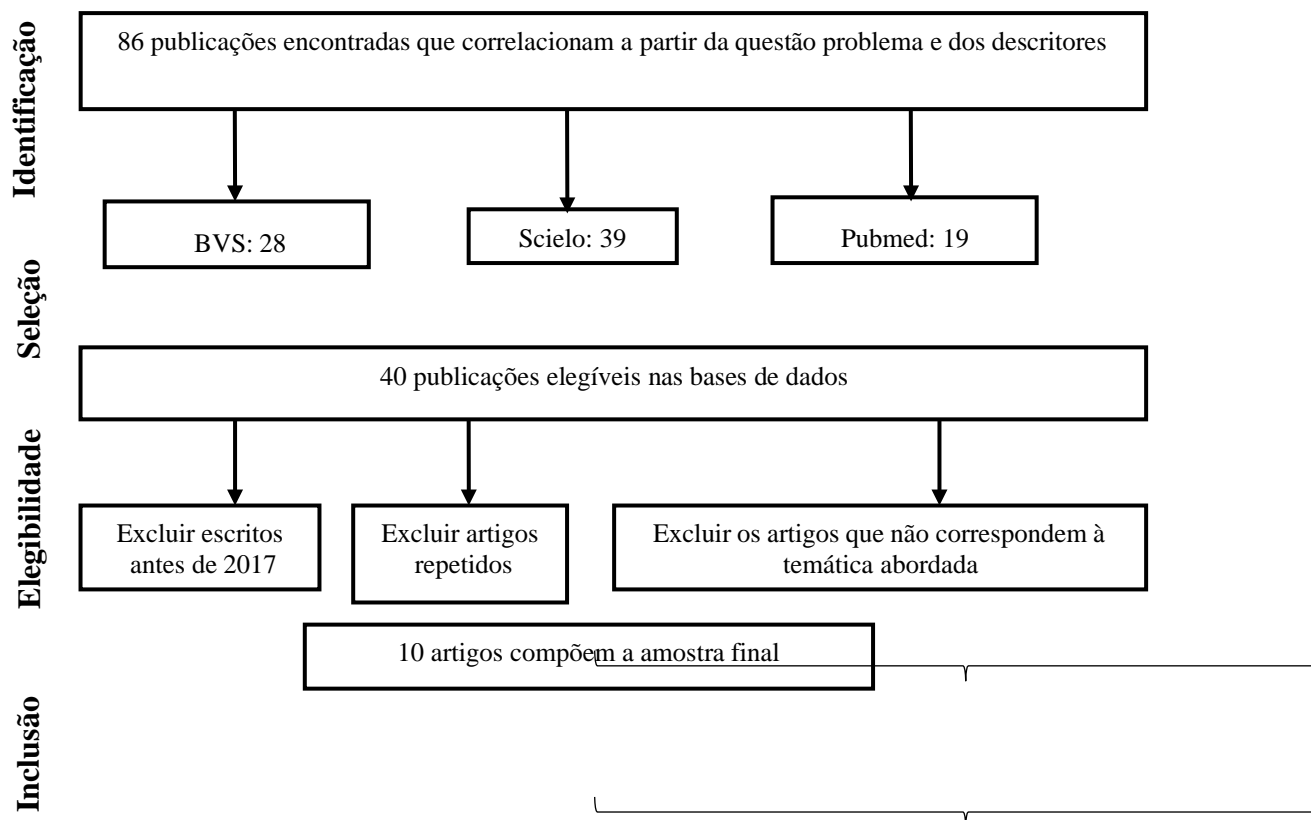 Identificação
86 publicações encontradas que correlacionam a partir da questão problema e dos descritores
BVS: 28
Scielo: 39
Pubmed: 19
Seleção
40 publicações elegíveis nas bases de dados
Elegibilidade
Excluir escritos
antes de 2017
Excluir artigos
repetidos
Excluir os artigos que não correspondem à
temática abordada
10 artigos compõem a amostra final
Inclusão